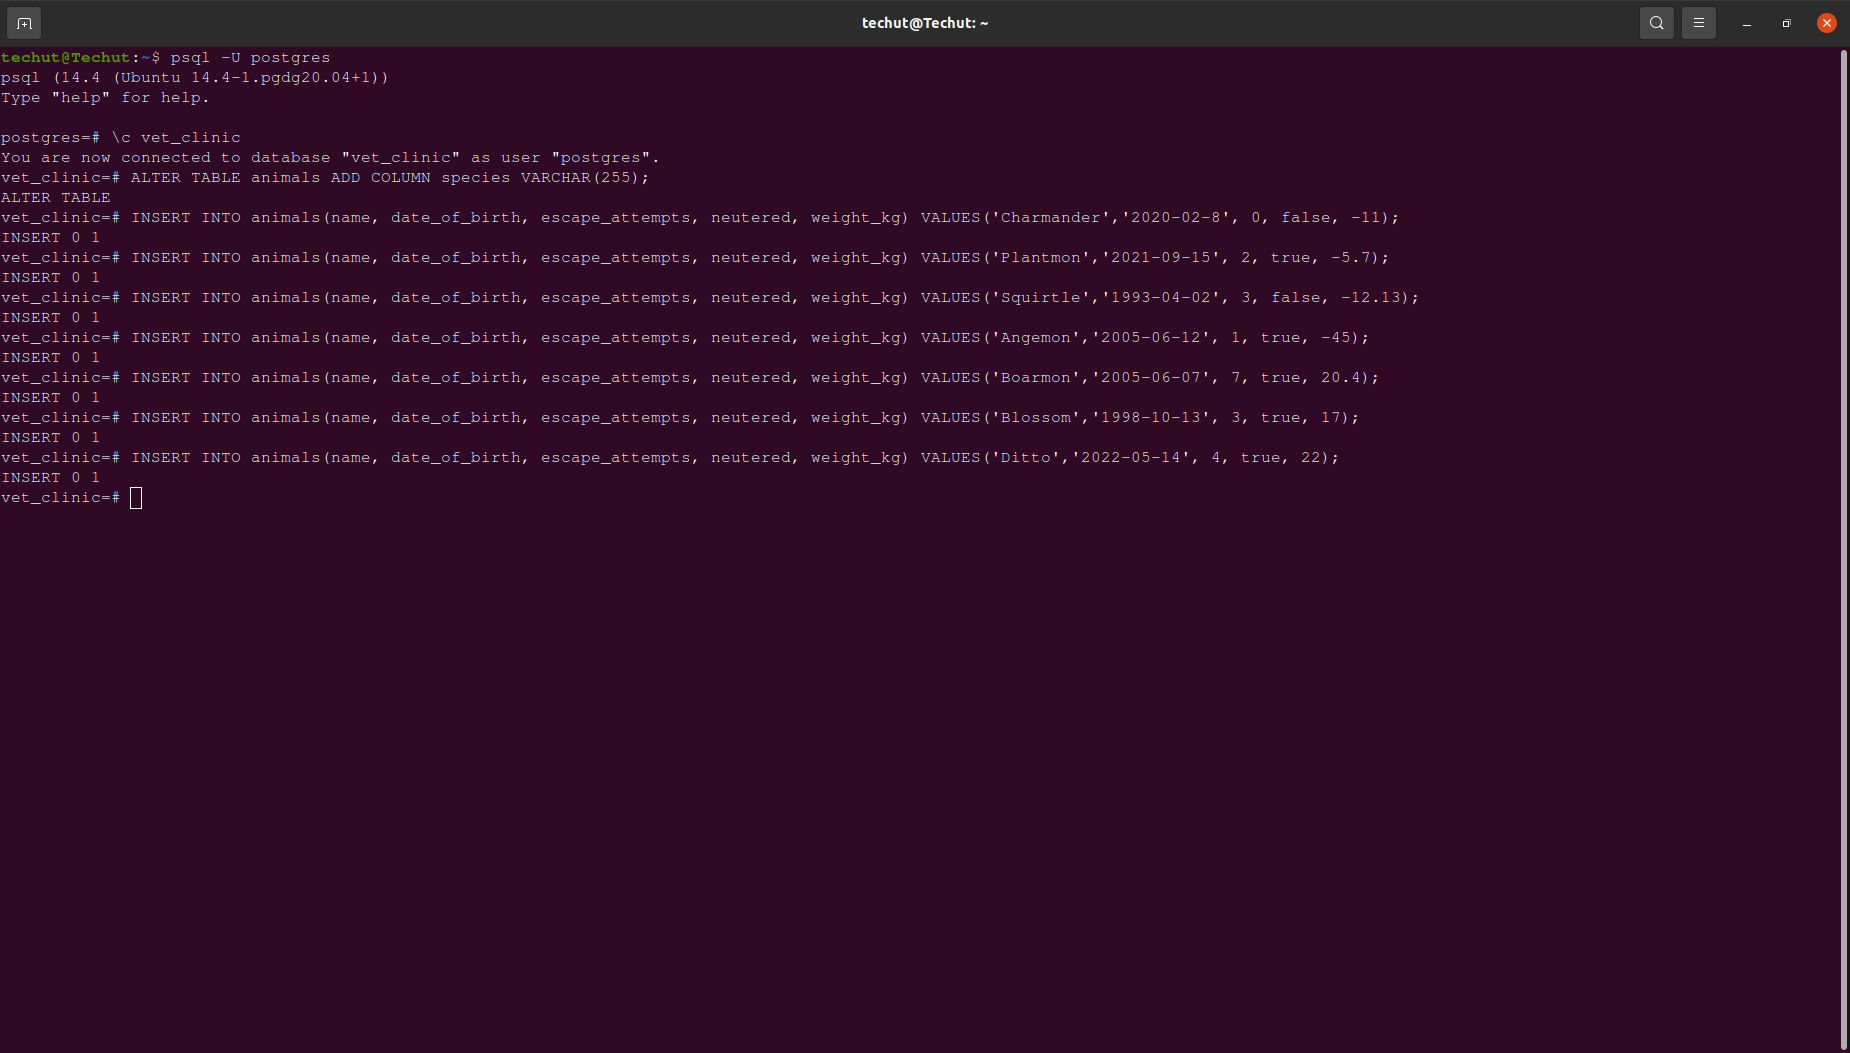 techut@Techut: ~
techut@Techut:~$ psql -U postgres
psql (14.4 (Ubuntu 14.4-1.pgdg20.04+1))
Type "help" for help.
postgres=# \c vet_clinic
You are now connected to database "vet_clinic" as user "postgres".
vet_clinic=# ALTER TABLE animals ADD COLUMN species VARCHAR(255);
ALTER TABLE
vet_clinic=# INSERT INTO animals(name, date_of_birth, escape_attempts, neutered, weight_kg) VALUES('Charmander','2020-02-8', 0, false, -11);
INSERT 0 1
vet_clinic=# INSERT INTO animals(name, date_of_birth, escape_attempts, neutered, weight_kg) VALUES('Plantmon','2021-09-15', 2, true, -5.7);
INSERT 0 1
vet_clinic=# INSERT INTO animals(name, date_of_birth, escape_attempts, neutered, weight_kg) VALUES('Squirtle','1993-04-02', 3, false, -12.13);
INSERT 0 1
vet_clinic=# INSERT INTO animals(name, date_of_birth, escape_attempts, neutered, weight_kg) VALUES('Angemon','2005-06-12', 1, true, -45);
INSERT 0 1
vet_clinic=# INSERT INTO animals(name, date_of_birth, escape_attempts, neutered, weight_kg) VALUES('Boarmon','2005-06-07', 7, true, 20.4);
INSERT 0 1
vet_clinic=# INSERT INTO animals(name, date_of_birth, escape_attempts, neutered, weight_kg) VALUES('Blossom','1998-10-13', 3, true, 17);
INSERT 0 1
vet_clinic=# INSERT INTO animals(name, date_of_birth, escape_attempts, neutered, weight_kg) VALUES('Ditto','2022-05-14', 4, true, 22);
INSERT 0 1
vet_clinic=#